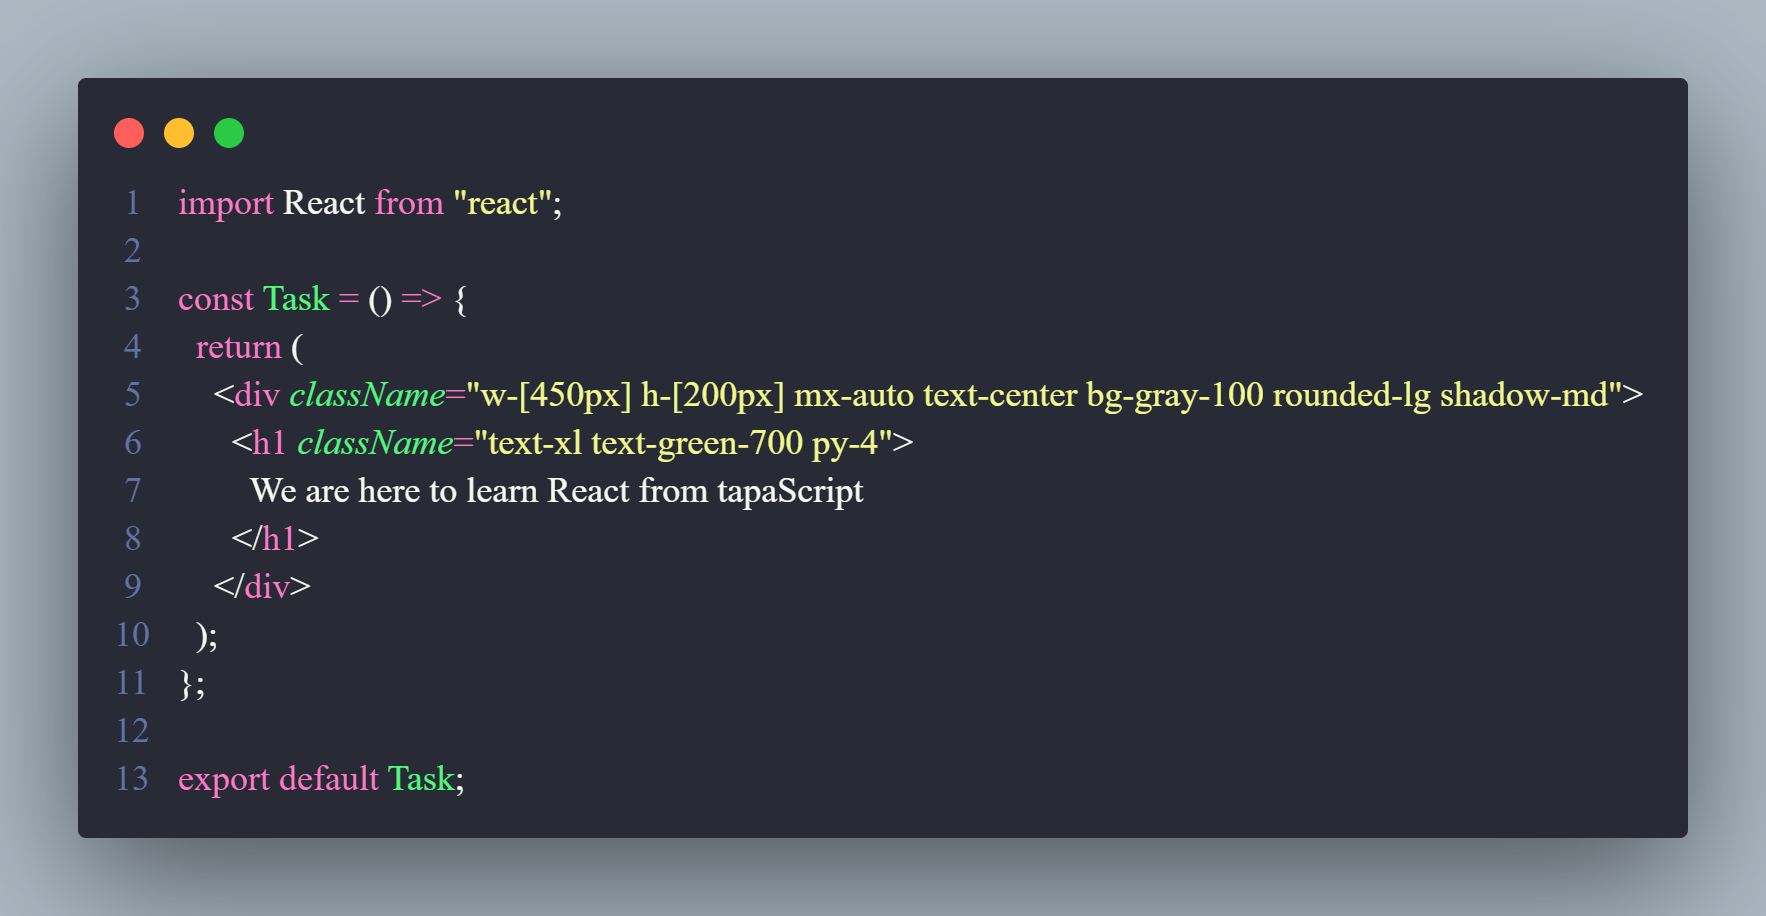 1 import React from "react";
2
3 const Task = () => {
4 return (
5 <div className="w-[450px] h-[200px] mx-auto text-center bg-gray-100 rounded-lg shadow-md">
6 <h1 className="text-xl text-green-700 py-4">
7 We are here to learn React from tapaScript
8 </h1>
9 </div>
10 );
11 };
12
13 export default Task;